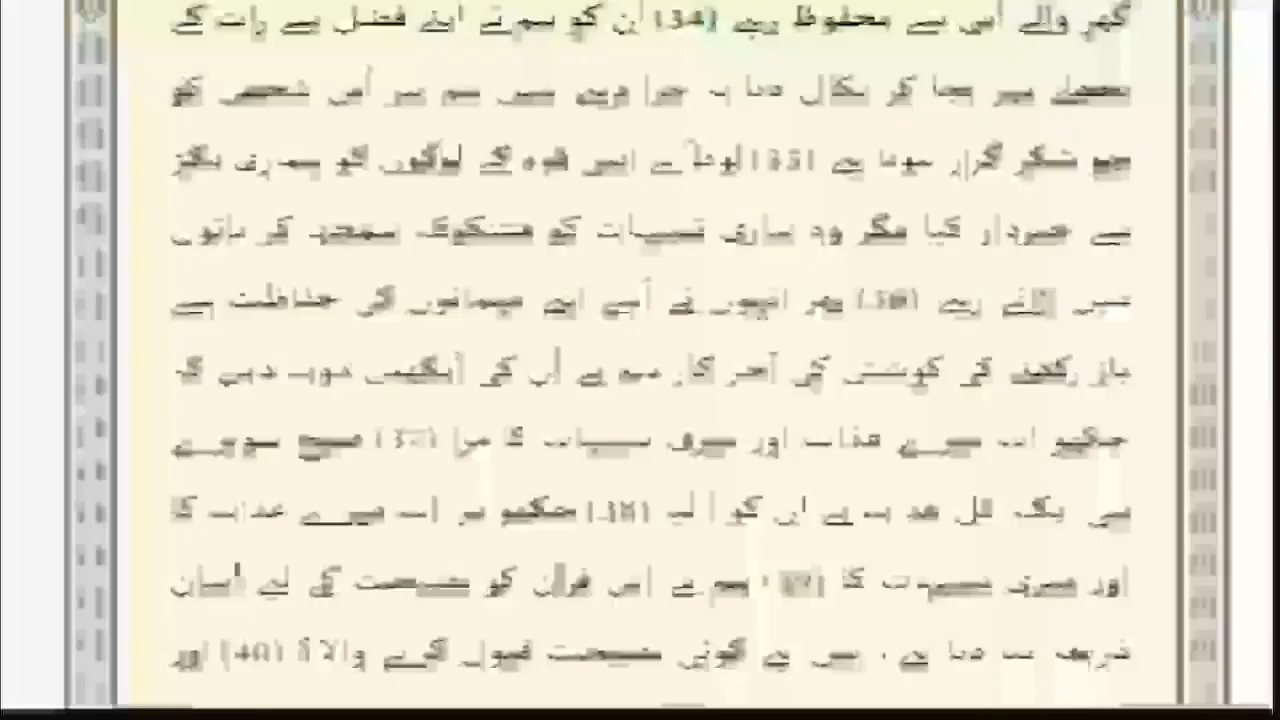 گھر والے اس سے محفوظ رہے (34) ان کو ہم نے اپنے فضل سے رات کے
پچھلے پہر بچا کر نکال دیا یہ جزا دیتے ہیں ہم ہر اُس شخص کو
جو شکر گزار ہوتا ہے (35) لوطؑ نے اپنی قوم کے لوگوں کو ہماری پکڑ
سے خبردار کیا مگر وہ ساری تنبیہات کو مشکوک سمجھ کر باتوں
میں اڑاتے رہے (36) پھر انہوں نے اُسے اپنے مہمانوں کی حفاظت سے
باز رکھنے کی کوشش کی آخر کار ہم نے اُن کی آنکھیں موند دیں کہ
چکھو اب میرے عذاب اور میری تنبیہات کا مزا (37) صبح سویرے
ہی ایک اٹل عذاب نے ان کو آ لیا (38) چکھو مزا اب میرے عذاب کا
اور میری تنبیہات کا (39) ہم نے اس قرآن کو نصیحت کے لیے آسان
ذریعہ بنا دیا ہے، پس ہے کوئی نصیحت قبول کرنے والا؟ (40) اور